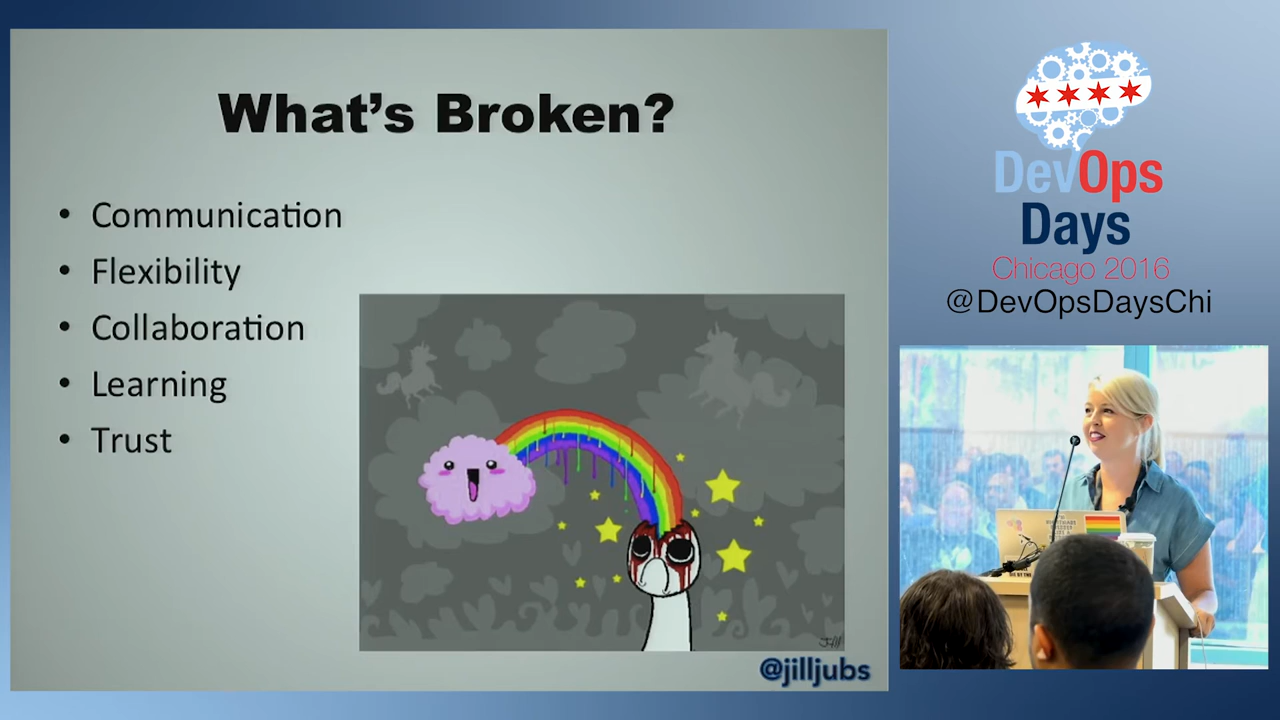 What's Broken?
• Communication
• Flexibility
• Collaboration
• Learning
• Trust
@jilljubs
DevOps
Days
Chicago 2016
@DevOpsDaysChi